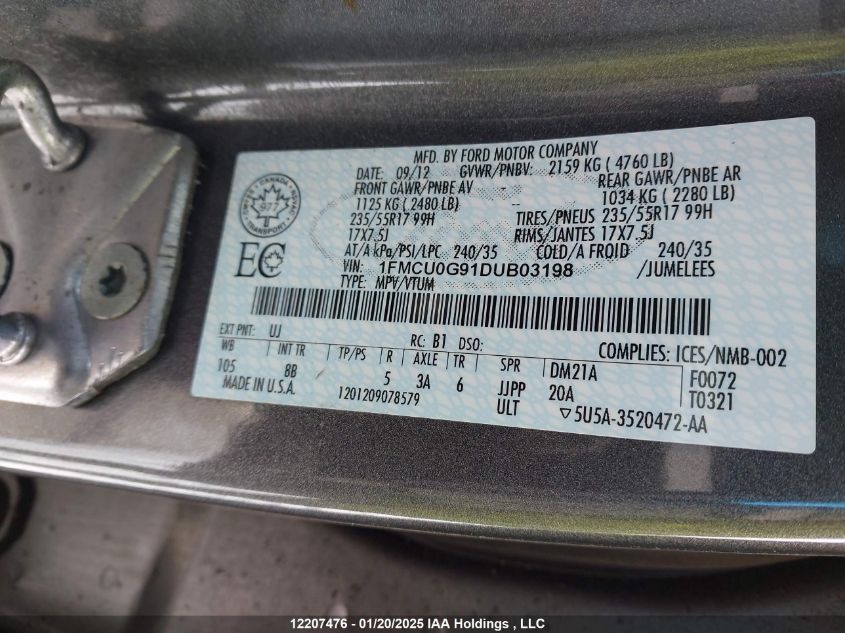 MFD. BY FORD MOTOR COMPANY
DATE: 09/12 GVWR/PNBV: 2159 KG ( 4760 LB)
FRONT GAWR/PNBE AV REAR GAWR/PNBE AR
1125 KG ( 2480 LB) 1034 KG ( 2280 LB)
235/55R17 99H TIRES/PNEUS 235/55R17 99H
17X7.5J RIMS/JANTES 17X7.5J
AT/A kPa/PSI/LPC 240/35 COLD/A FROID 240/35
VIN: 1FMCU0G91DUB03198 /JUMELEES
TYPE: MPV/VTUM
CANADA
977
TRANSPORT
EC
EXT PNT: UJ RC: B1 DSO: COMPLIES: ICES/NMB-002
WB INT TR TP/PS R AXLE TR SPR DM21A F0072
105 8B 5 3A 6 JJPP 20A T0321
MADE IN U.S.A. 1201209078579 ULT ▽5U5A-3520472-AA
12207476 - 01/20/2025 IAA Holdings , LLC